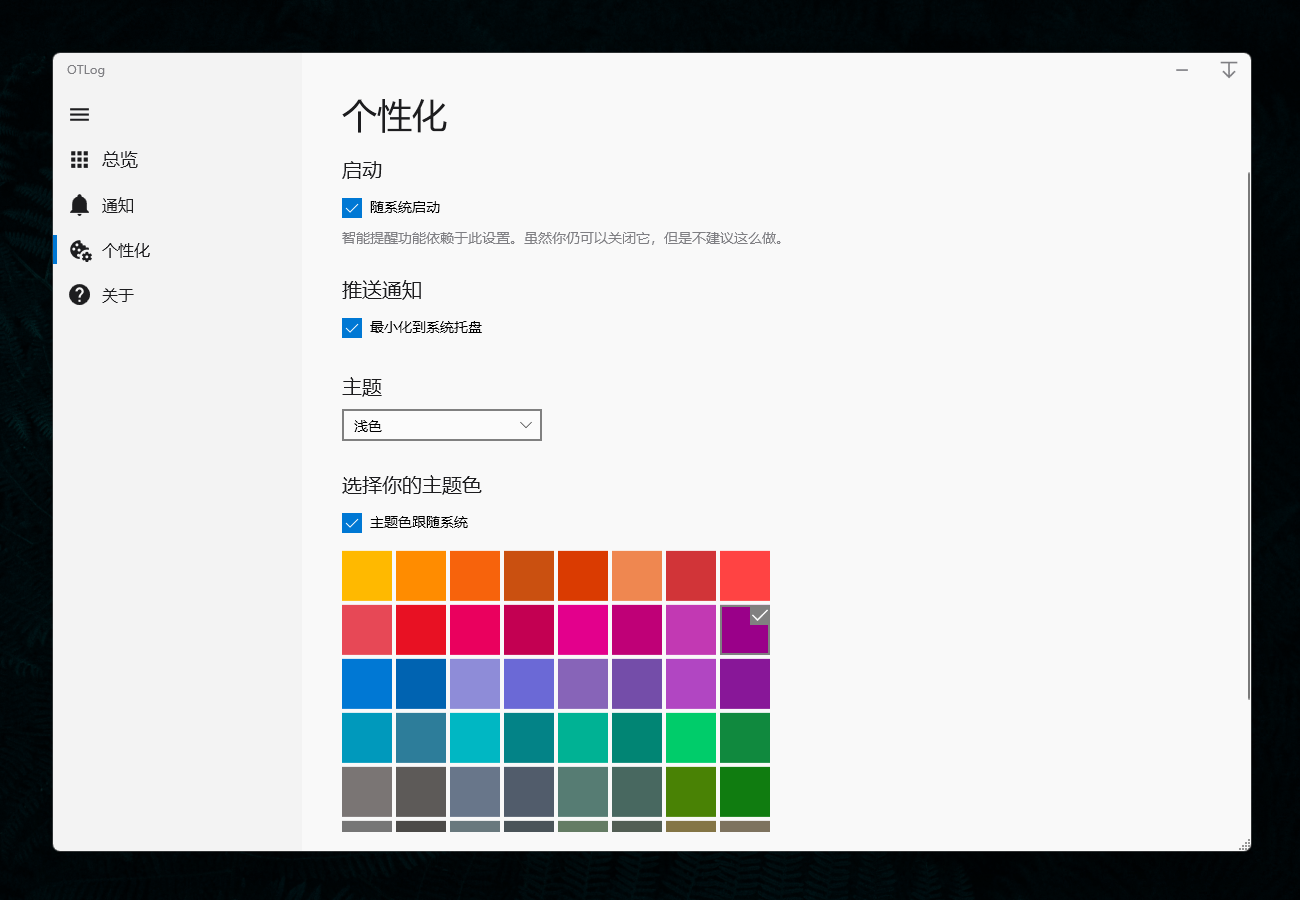 OTLog
总览
通知
个性化
关于
个性化
启动
随系统启动
智能提醒功能依赖于此设置。虽然你仍可以关闭它，但是不建议这么做。
推送通知
最小化到系统托盘
主题
浅色
选择你的主题色
主题色跟随系统